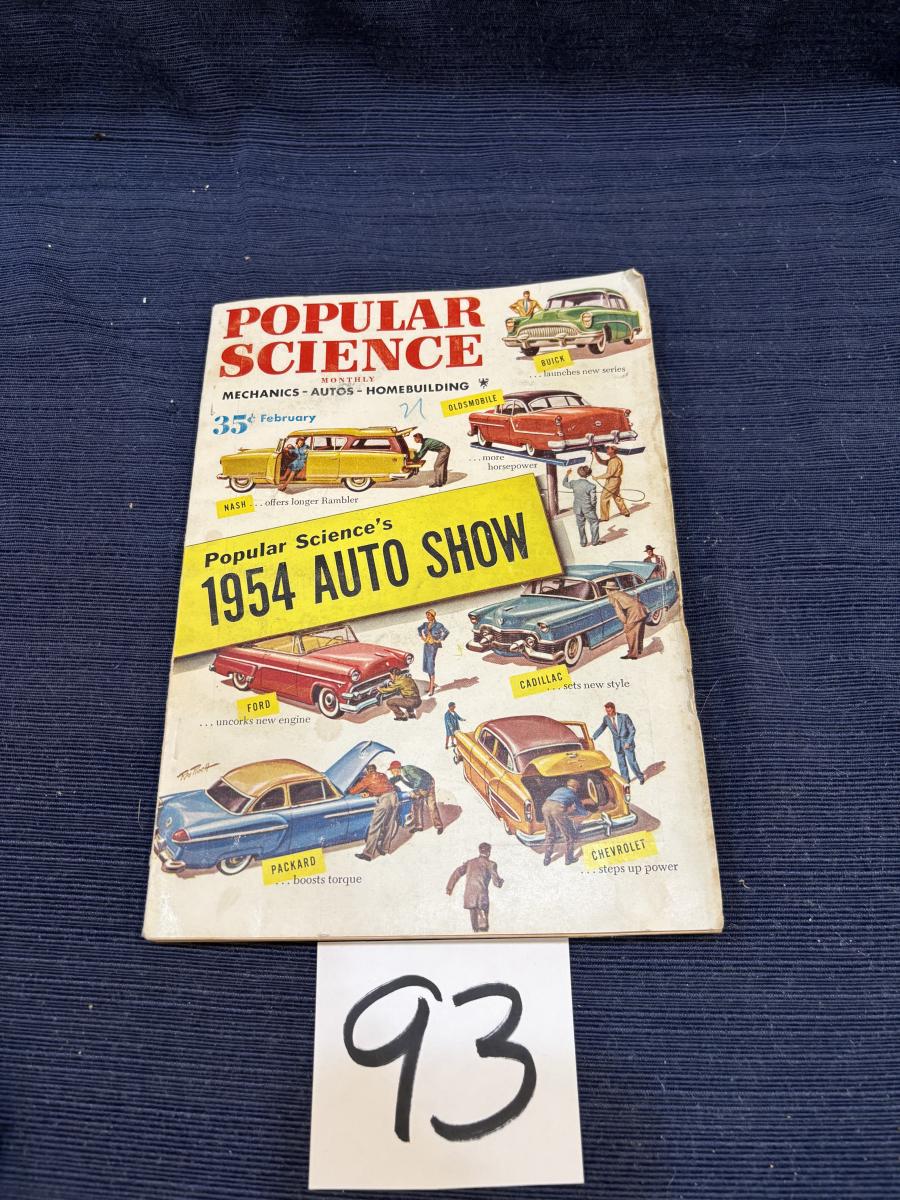 POPULAR
SCIENCE
MONTHLY
MECHANICS - AUTOS - HOMEBUILDING
35¢ February
BUICK
...launches new series
OLDSMOBILE
...more
horsepower
NASH ...offers longer Rambler
Popular Science's
1954 AUTO SHOW
CADILLAC
...sets new style
FORD
...uncorks new engine
PACKARD
...boosts torque
CHEVROLET
...steps up power
93